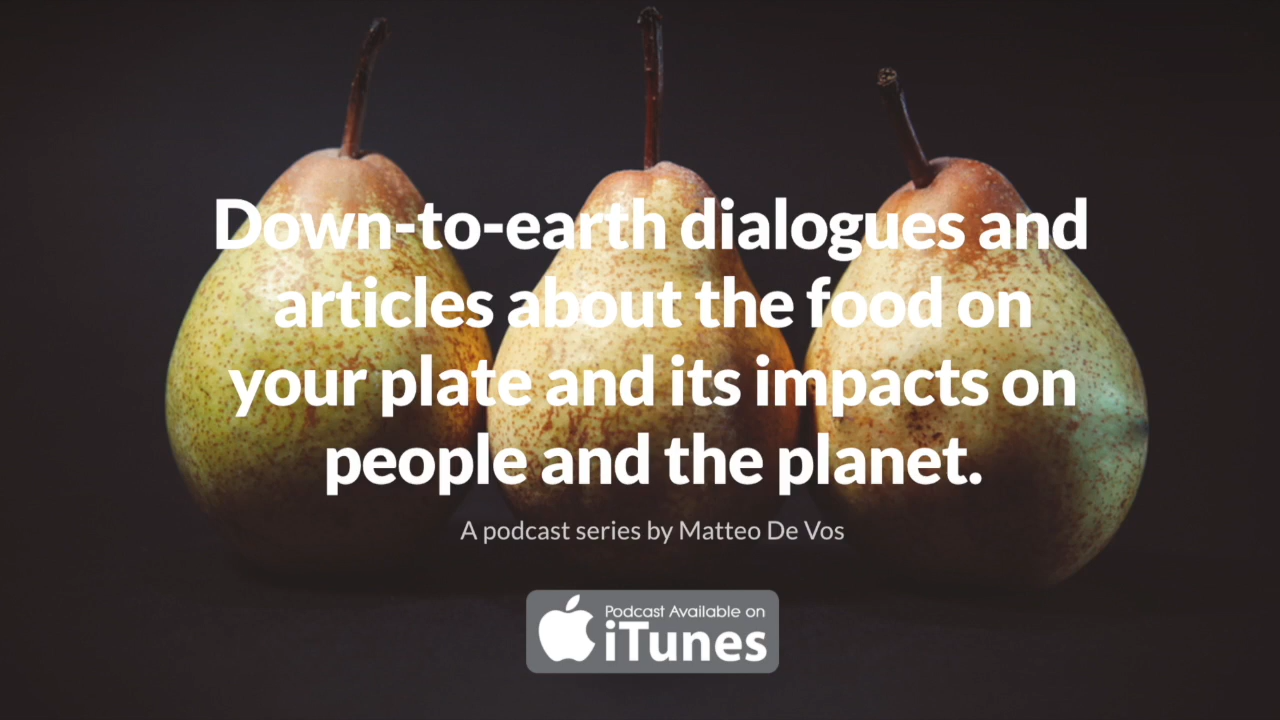 Down-to-earth dialogues and
articles about the food on
your plate and its impacts on
people and the planet.
A podcast series by Matteo De Vos
Podcast Available on
iTunes